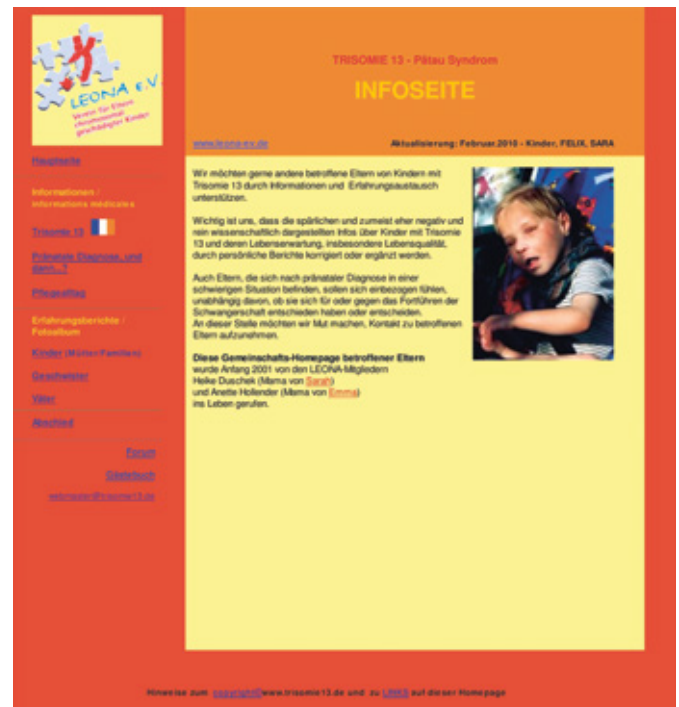 LEONA e.V.
Verein für Eltern
chromosomal
geschädigter Kinder
TRISOMIE 13 - Pätau Syndrom
INFOSEITE
www.leona-ev.de
Aktualisierung: Februar 2010 - Kinder, FELIX, SARA
Hauptseite
Informationen /
informations médicales
Trisomie 13
Pränatale Diagnose, und
dann...?
Pflegealltag
Erfahrungsberichte /
Fotoalbum
Kinder (Mütter/Familien)
Geschwister
Väter
Abschied
Forum
Gästebuch
webmaster@trisomie13.de
Wir möchten gerne andere betroffene Eltern von Kindern mit
Trisomie 13 durch Informationen und Erfahrungsaustausch
unterstützen.
Wichtig ist uns, dass die spärlichen und zumeist eher negativ und
rein wissenschaftlich dargestellten Infos über Kinder mit Trisomie
13 und deren Lebenserwartung, insbesondere Lebensqualität,
durch persönliche Berichte korrigiert oder ergänzt werden.
Auch Eltern, die sich nach pränataler Diagnose in einer
schwierigen Situation befinden, sollen sich einbezogen fühlen,
unabhängig davon, ob sie sich für oder gegen das Fortführen der
Schwangerschaft entschieden haben oder entscheiden.
An dieser Stelle möchten wir Mut machen, Kontakt zu betroffenen
Eltern aufzunehmen.
Diese Gemeinschafts-Homepage betroffener Eltern
wurde Anfang 2001 von den LEONA-Mitgliedern
Heike Duschek (Mama von Sarah)
und Anette Hollender (Mama von Emma)
ins Leben gerufen.
Hinweise zum copyright©www.trisomie13.de und zu LINKS auf dieser Homepage